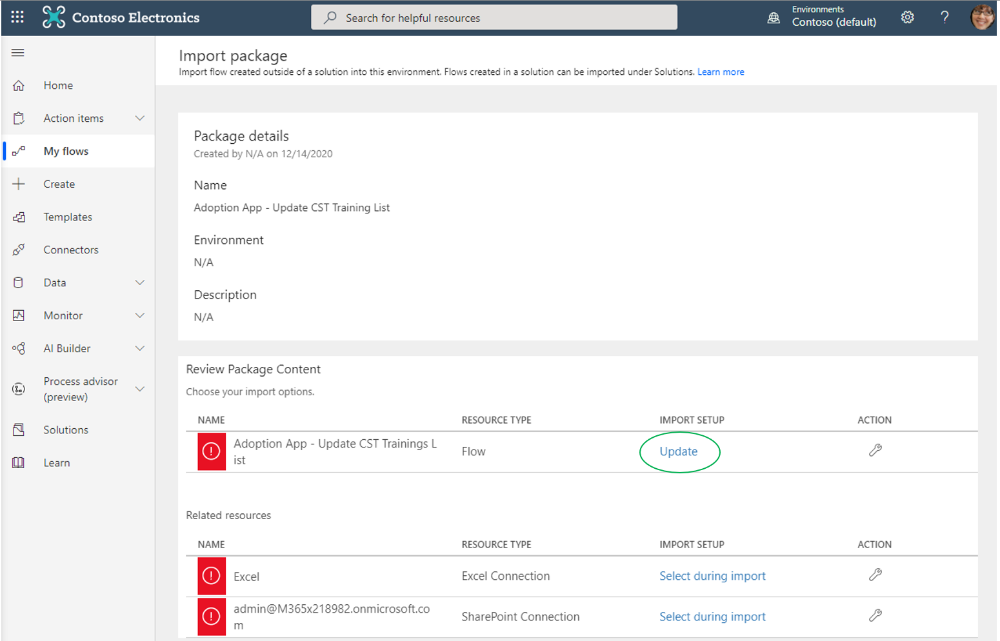 Contoso Electronics
Search for helpful resources
Environments
Contoso (default)
?
Home
Action items
My flows
Create
Templates
Connectors
Data
Monitor
AI Builder
Process advisor
(preview)
Solutions
Learn
Import package
Import flow created outside of a solution into this environment. Flows created in a solution can be imported under Solutions. Learn more
Package details
Created by N/A on 12/14/2020
Name
Adoption App - Update CST Training List
Environment
N/A
Description
N/A
Review Package Content
Choose your import options.
NAME RESOURCE TYPE IMPORT SETUP ACTION
Adoption App - Update CST Trainings L
ist
Flow Update
Related resources
NAME RESOURCE TYPE IMPORT SETUP ACTION
Excel Excel Connection Select during import
admin@M365x218982.onmicrosoft.co
m
SharePoint Connection Select during import